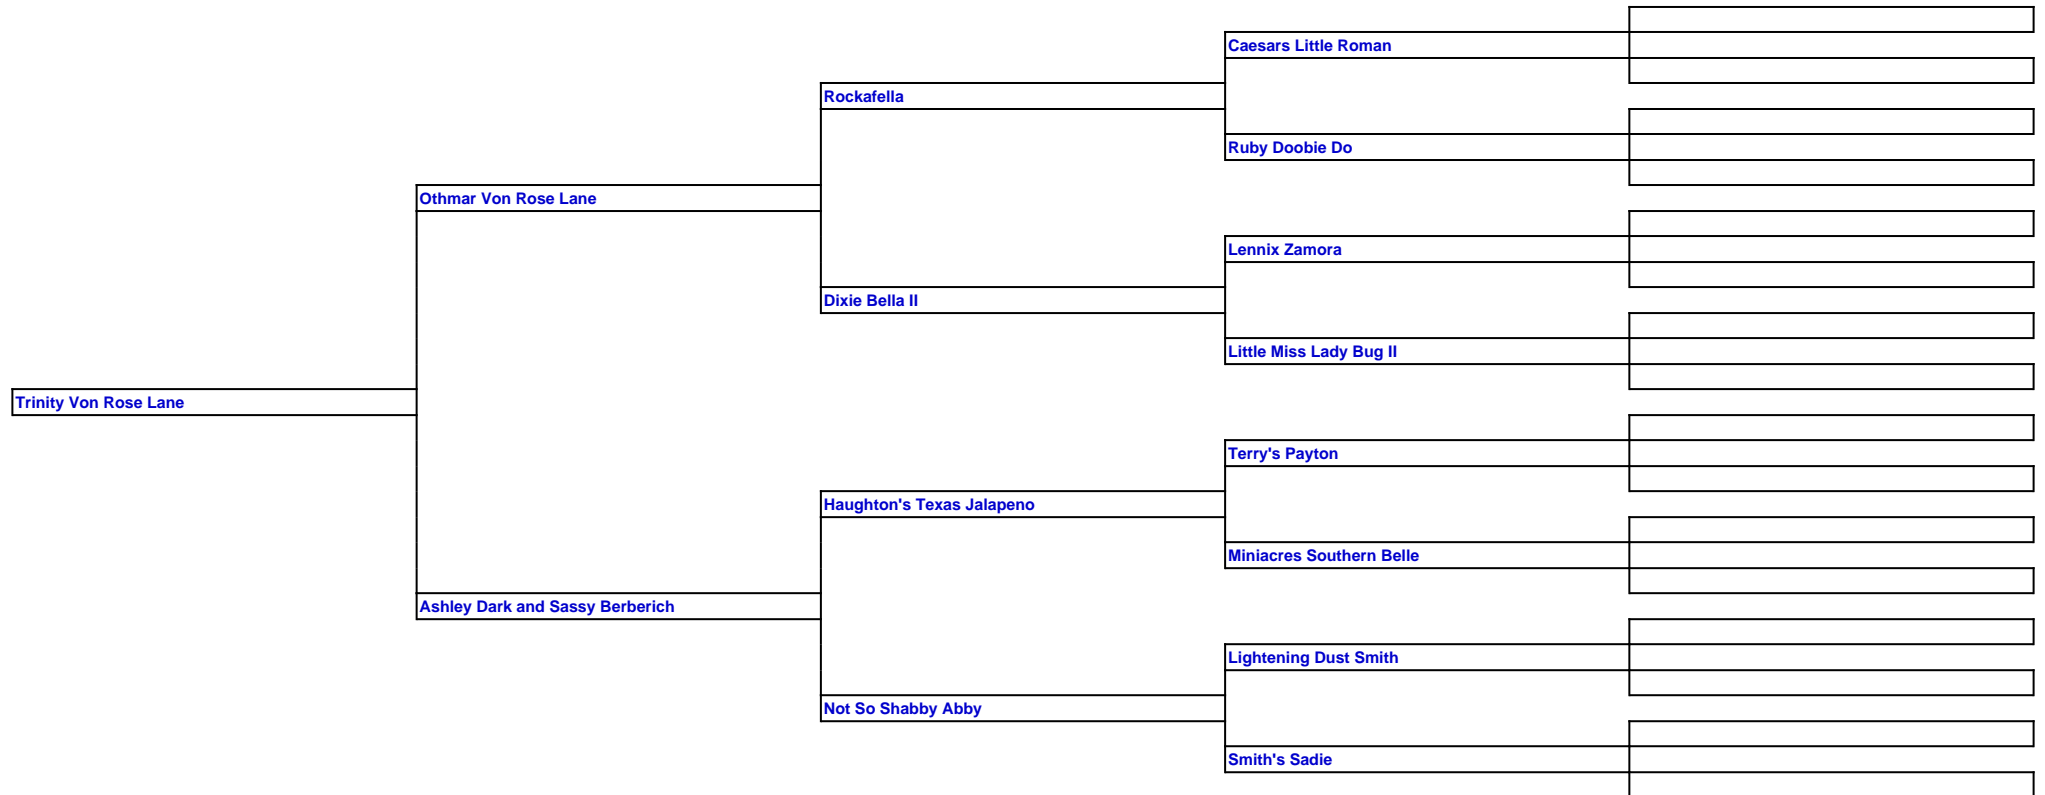 Caesars Little Roman
Rockafella
Ruby Doobie Do
Othmar Von Rose Lane
Lennix Zamora
Dixie Bella II
Little Miss Lady Bug II
Trinity Von Rose Lane
Terry's Payton
Haughton's Texas Jalapeno
Miniacres Southern Belle
Ashley Dark and Sassy Berberich
Lightening Dust Smith
Not So Shabby Abby
Smith's Sadie